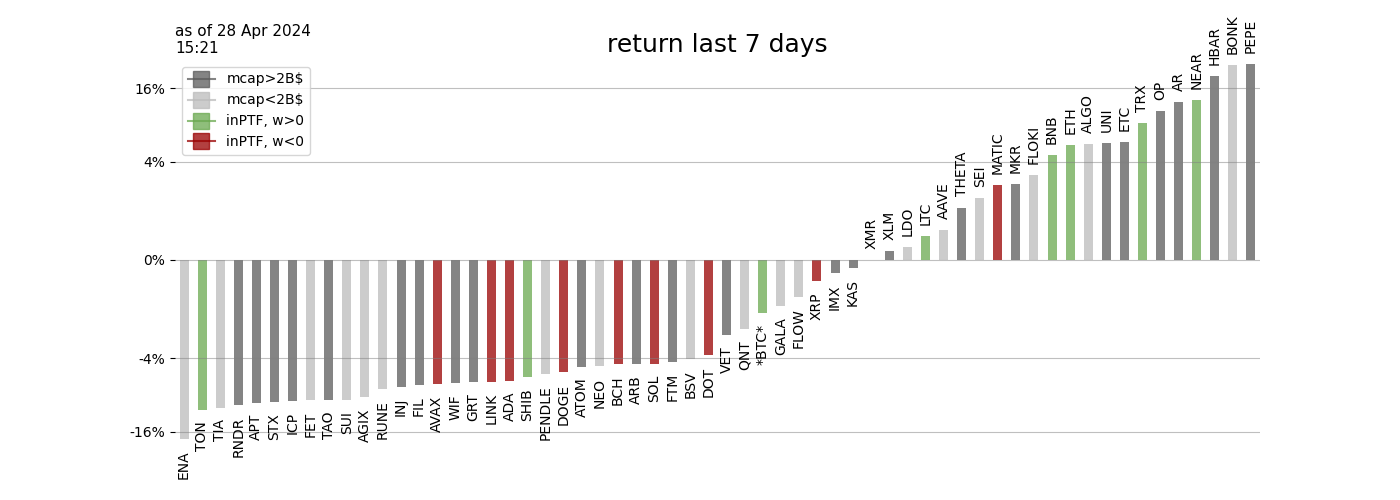 as of 28 Apr 2024
15:21
return last 7 days
mcap>2B$
mcap<2B$
inPTF, w>0
inPTF, w<0
16%
4%
0%
-4%
-16%
ENA
TON
TIA
RNDR
APT
STX
ICP
FET
TAO
SUI
AGIX
RUNE
INJ
FIL
AVAX
WIF
GRT
LINK
ADA
SHIB
PENDLE
DOGE
ATOM
NEO
BCH
ARB
SOL
FTM
BSV
DOT
VET
QNT
*BTC*
GALA
FLOW
XRP
IMX
KAS
XMR
XLM
LDO
LTC
AAVE
THETA
SEI
MATIC
MKR
FLOKI
BNB
ETH
ALGO
UNI
ETC
TRX
OP
AR
NEAR
HBAR
BONK
PEPE